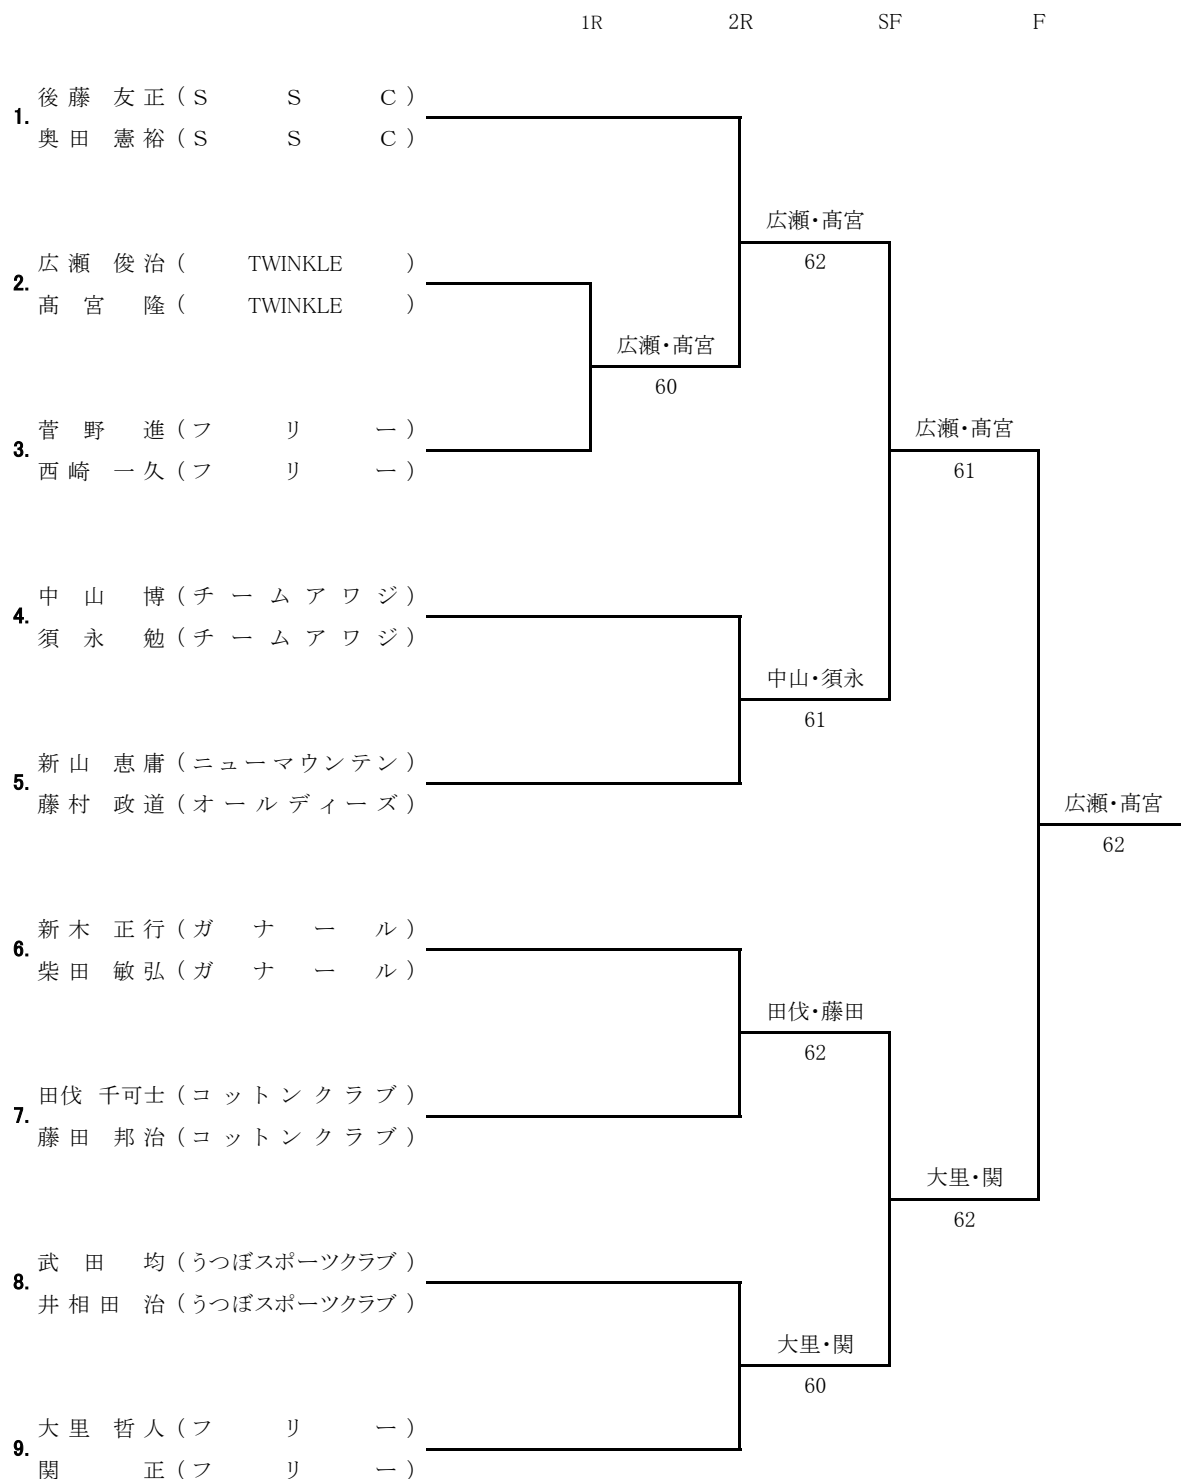 1R 2R SF F
後藤 友正 (SSC)
1.
奥田 憲裕 (SSC)
広瀬・髙宮
62
広瀬 俊治 (TWINKLE)
2.
髙宮 隆 (TWINKLE)
広瀬・髙宮
60
菅野 進 (フリー)
3.
西崎 一久 (フリー)
広瀬・髙宮
61
中山 博 (チームアワジ)
4.
須永 勉 (チームアワジ)
中山・須永
61
新山 恵庸 (ニューマウンテン)
5.
藤村 政道 (オールディーズ)
広瀬・髙宮
62
新木 正行 (ガナール)
6.
柴田 敏弘 (ガナール)
田伐・藤田
62
田伐 千可士 (コットンクラブ)
7.
藤田 邦治 (コットンクラブ)
大里・関
62
武田 均 (うつぼスポーツクラブ)
8.
井相田 治 (うつぼスポーツクラブ)
大里・関
60
大里 哲人 (フリー)
9.
関 正 (フリー)